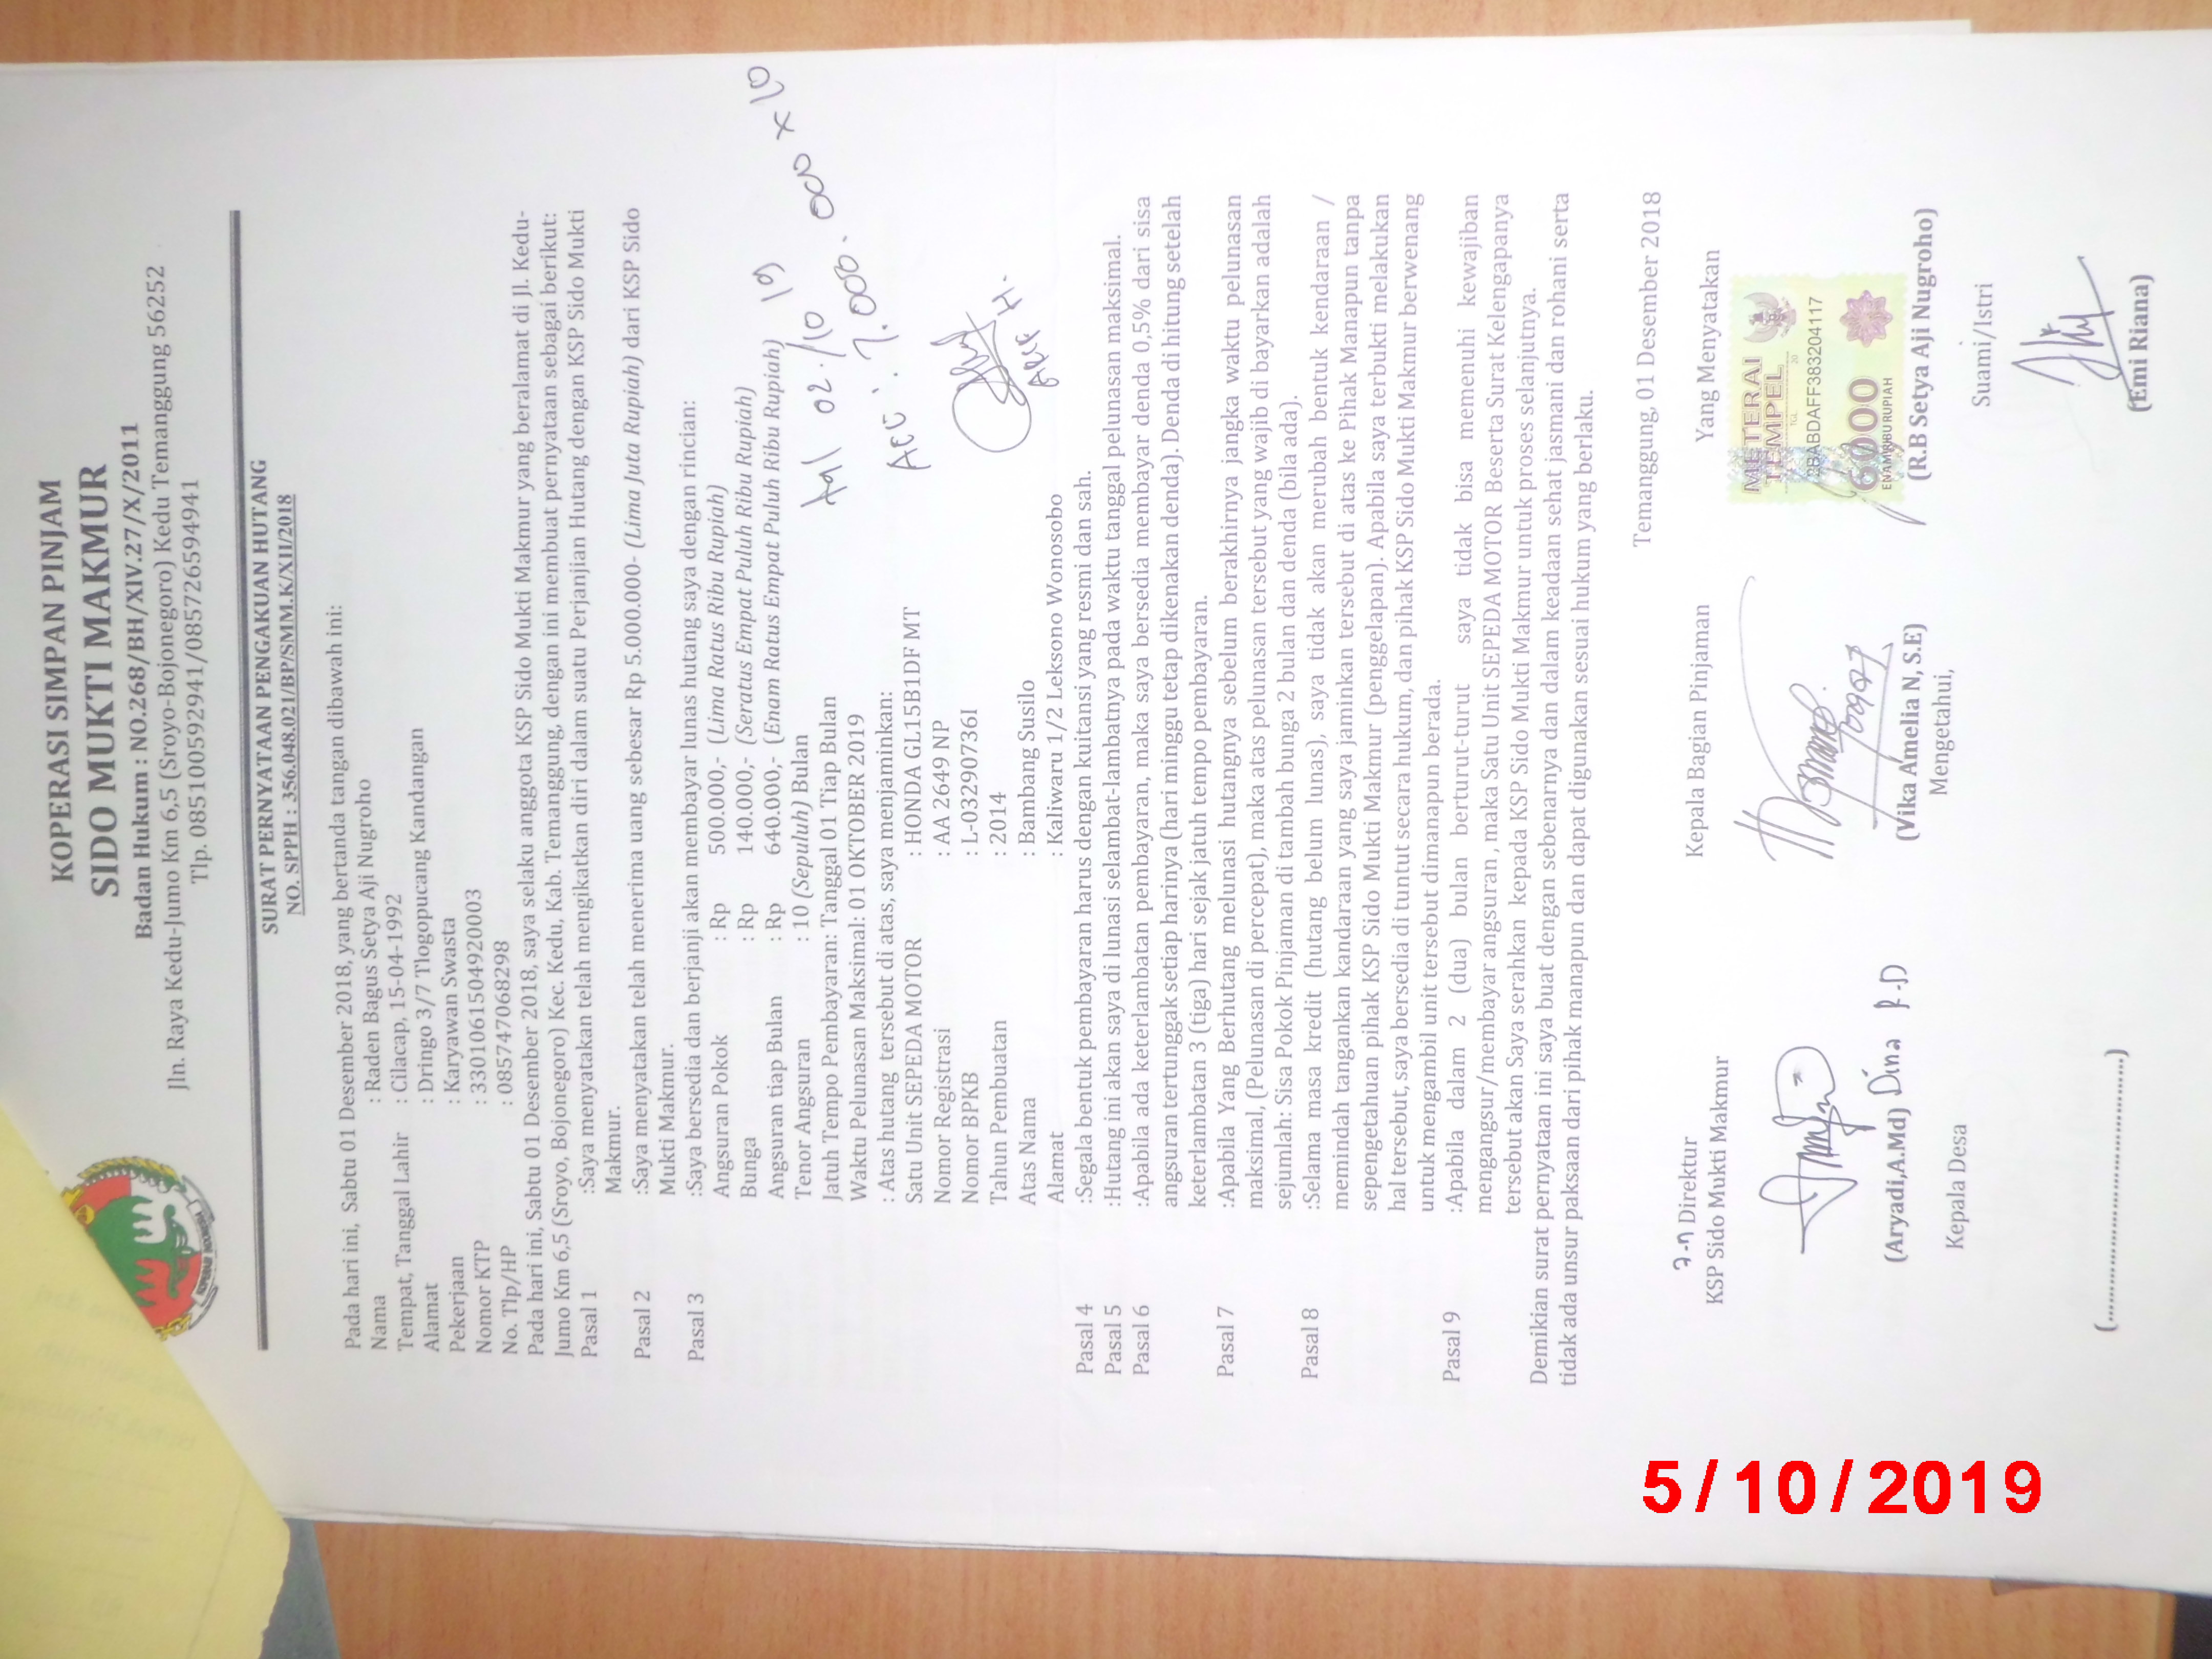 KOPERASI SIMPAN PINJAM
SIDO MUKTI MAKMUR
Badan Hukum : NO.268/BH/XIV.27/X/2011
Jln. Raya Kedu-Jumo Km 6,5 (Sroyo-Bojonegoro) Kedu Temanggung 56252
Tlp. 085100592941/085726594941
SURAT PERNYATAAN PENGAKUAN HUTANG
NO. SPPH : 356.048.021/BP/SMM.K/XII/2018
Pada hari ini, Sabtu 01 Desember 2018, yang bertanda tangan dibawah ini:
Nama : Raden Bagus Setya Aji Nugroho
Tempat, Tanggal Lahir : Cilacap, 15-04-1992
Alamat : Dringo 3/7 Tlogopucang Kandangan
Pekerjaan : Karyawan Swasta
Nomor KTP : 3301061504920003
No. Tlp/HP : 085747068298
Pada hari ini, Sabtu 01 Desember 2018, saya selaku anggota KSP Sido Mukti Makmur yang beralamat di Jl. Kedu-
Jumo Km 6,5 (Sroyo, Bojonegoro) Kec. Kedu, Kab. Temanggung, dengan ini membuat pernyataan sebagai berikut:
Pasal 1 :Saya menyatakan telah mengikatkan diri dalam suatu Perjanjian Hutang dengan KSP Sido Mukti
Makmur.
Pasal 2 :Saya menyatakan telah menerima uang sebesar Rp 5.000.000- (Lima Juta Rupiah) dari KSP Sido
Mukti Makmur.
Pasal 3 :Saya bersedia dan berjanji akan membayar lunas hutang saya dengan rincian:
Angsuran Pokok : Rp 500.000,- (Lima Ratus Ribu Rupiah)
Bunga : Rp 140.000,- (Seratus Empat Puluh Ribu Rupiah)
Angsuran tiap Bulan : Rp 640.000,- (Enam Ratus Empat Puluh Ribu Rupiah)
Tenor Angsuran : 10 (Sepuluh) Bulan
Jatuh Tempo Pembayaran: Tanggal 01 Tiap Bulan
Waktu Pelunasan Maksimal: 01 OKTOBER 2019
: Atas hutang tersebut di atas, saya menjaminkan:
Satu Unit SEPEDA MOTOR : HONDA GL15B1DF MT
Nomor Registrasi : AA 2649 NP
Nomor BPKB : L-03290736I
Tahun Pembuatan : 2014
Atas Nama : Bambang Susilo
Alamat : Kaliwaru 1/2 Leksono Wonosobo
tgl 02/10 19
ACC : 7.000.000 x 10
Pasal 4 :Segala bentuk pembayaran harus dengan kuitansi yang resmi dan sah.
Pasal 5 :Hutang ini akan saya di lunasi selambat-lambatnya pada waktu tanggal pelunasan maksimal.
Pasal 6 :Apabila ada keterlambatan pembayaran, maka saya bersedia membayar denda 0,5% dari sisa
angsuran tertunggak setiap harinya (hari minggu tetap dikenakan denda). Denda di hitung setelah
keterlambatan 3 (tiga) hari sejak jatuh tempo pembayaran.
Pasal 7 :Apabila Yang Berhutang melunasi hutangnya sebelum berakhirnya jangka waktu pelunasan
maksimal, (Pelunasan di percepat), maka atas pelunasan tersebut yang wajib di bayarkan adalah
sejumlah: Sisa Pokok Pinjaman di tambah bunga 2 bulan dan denda (bila ada).
Pasal 8 :Selama masa kredit (hutang belum lunas), saya tidak akan merubah bentuk kendaraan /
memindah tangankan kandaraan yang saya jaminkan tersebut di atas ke Pihak Manapun tanpa
sepengetahuan pihak KSP Sido Mukti Makmur (penggelapan). Apabila saya terbukti melakukan
hal tersebut, saya bersedia di tuntut secara hukum, dan pihak KSP Sido Mukti Makmur berwenang
untuk mengambil unit tersebut dimanapun berada.
Pasal 9 :Apabila dalam 2 (dua) bulan berturut-turut saya tidak bisa memenuhi kewajiban
mengangsur/membayar angsuran , maka Satu Unit SEPEDA MOTOR Beserta Surat Kelengapanya
tersebut akan Saya serahkan kepada KSP Sido Mukti Makmur untuk proses selanjutnya.
Demikian surat pernyataan ini saya buat dengan sebenarnya dan dalam keadaan sehat jasmani dan rohani serta
tidak ada unsur paksaan dari pihak manapun dan dapat digunakan sesuai hukum yang berlaku.
Temanggung, 01 Desember 2018
Direktur
KSP Sido Mukti Makmur
Kepala Bagian Pinjaman
Yang Menyatakan
METERAI
TEMPEL
TGL 20
2BABDAFF383204117
6000
ENAM RIBU RUPIAH
(Aryadi,A.Md) Dina R.D
(Vika Amelia N, S.E)
(R.B Setya Aji Nugroho)
Mengetahui,
Kepala Desa
Suami/Istri
(Emi Riana)
(..............................)
5/10/2019